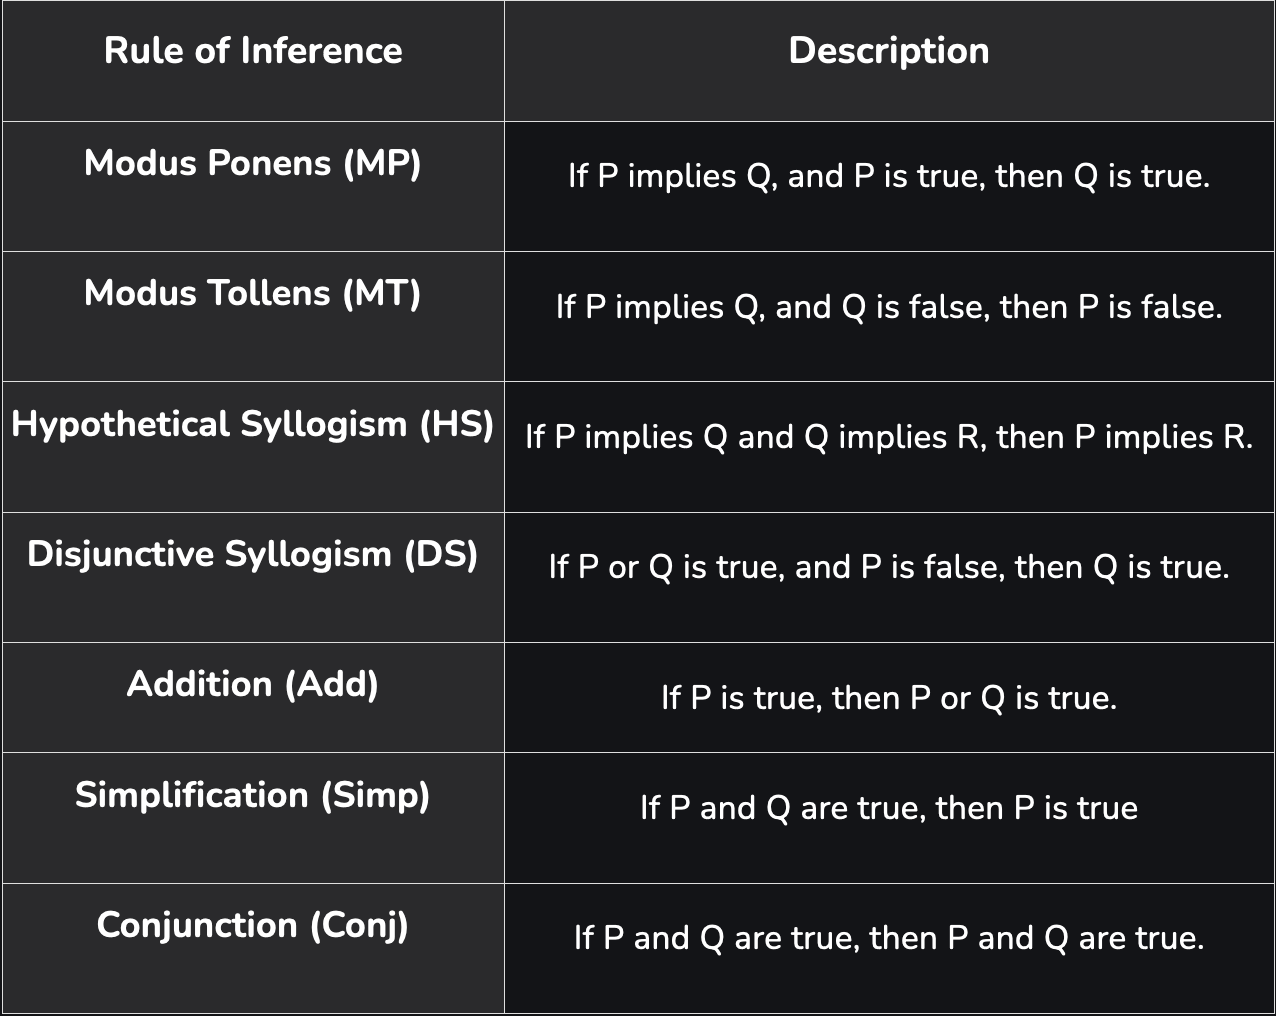 Rule of Inference
Description
Modus Ponens (MP)
If P implies Q, and P is true, then Q is true.
Modus Tollens (MT)
If P implies Q, and Q is false, then P is false.
Hypothetical Syllogism (HS)
If P implies Q and Q implies R, then P implies R.
Disjunctive Syllogism (DS)
If P or Q is true, and P is false, then Q is true.
Addition (Add)
If P is true, then P or Q is true.
Simplification (Simp)
If P and Q are true, then P is true
Conjunction (Conj)
If P and Q are true, then P and Q are true.